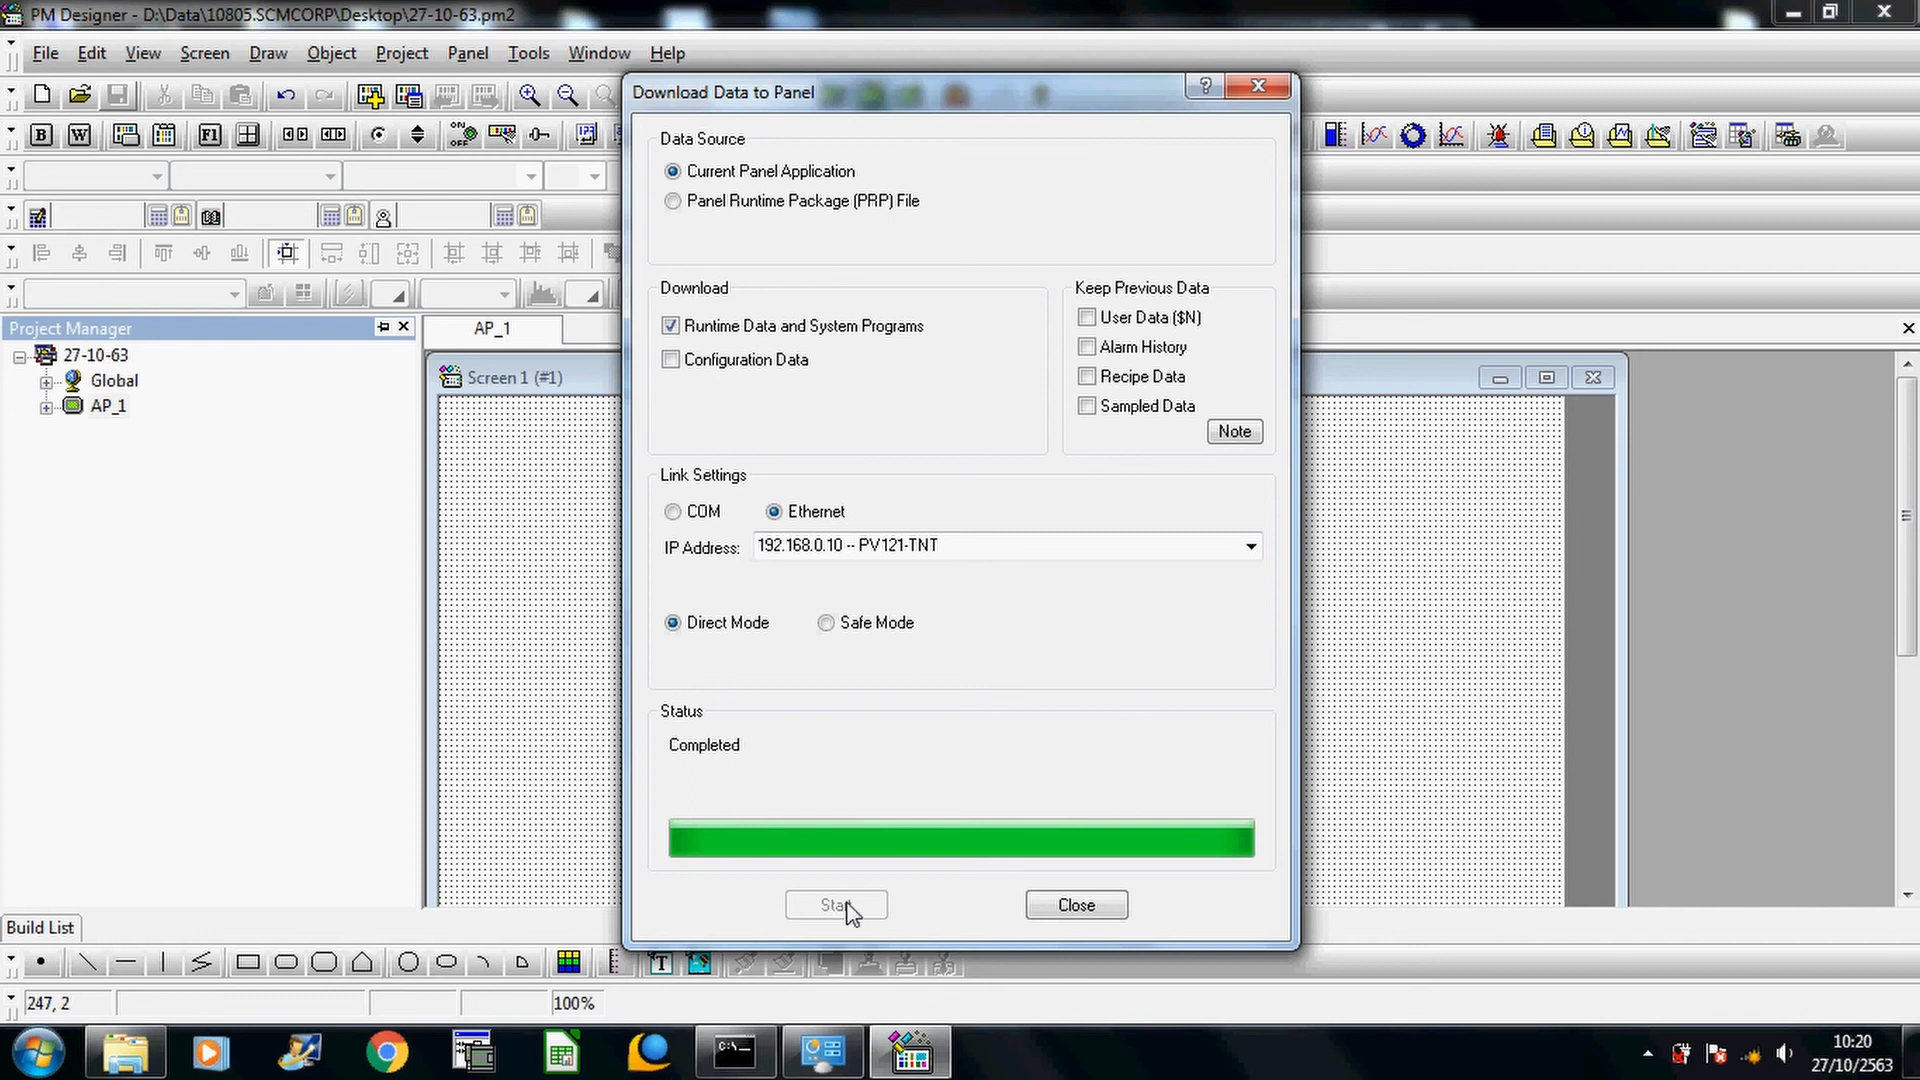 PM Designer - D:\Data\10805.SCMCORP\Desktop\27-10-63.pm2
File Edit View Screen Draw Object Project Panel Tools Window Help
Download Data to Panel
Data Source
Current Panel Application
Panel Runtime Package (PRP) File
Download
Runtime Data and System Programs
Configuration Data
Keep Previous Data
User Data ($N)
Alarm History
Recipe Data
Sampled Data
Note
Link Settings
COM Ethernet
IP Address: 192.168.0.10 -- PV121-TNT
Direct Mode Safe Mode
Status
Completed
Start Close
Project Manager
27-10-63
Global
AP_1
AP_1
Screen 1 (#1)
Build List
247, 2
100%
10:20
27/10/2563